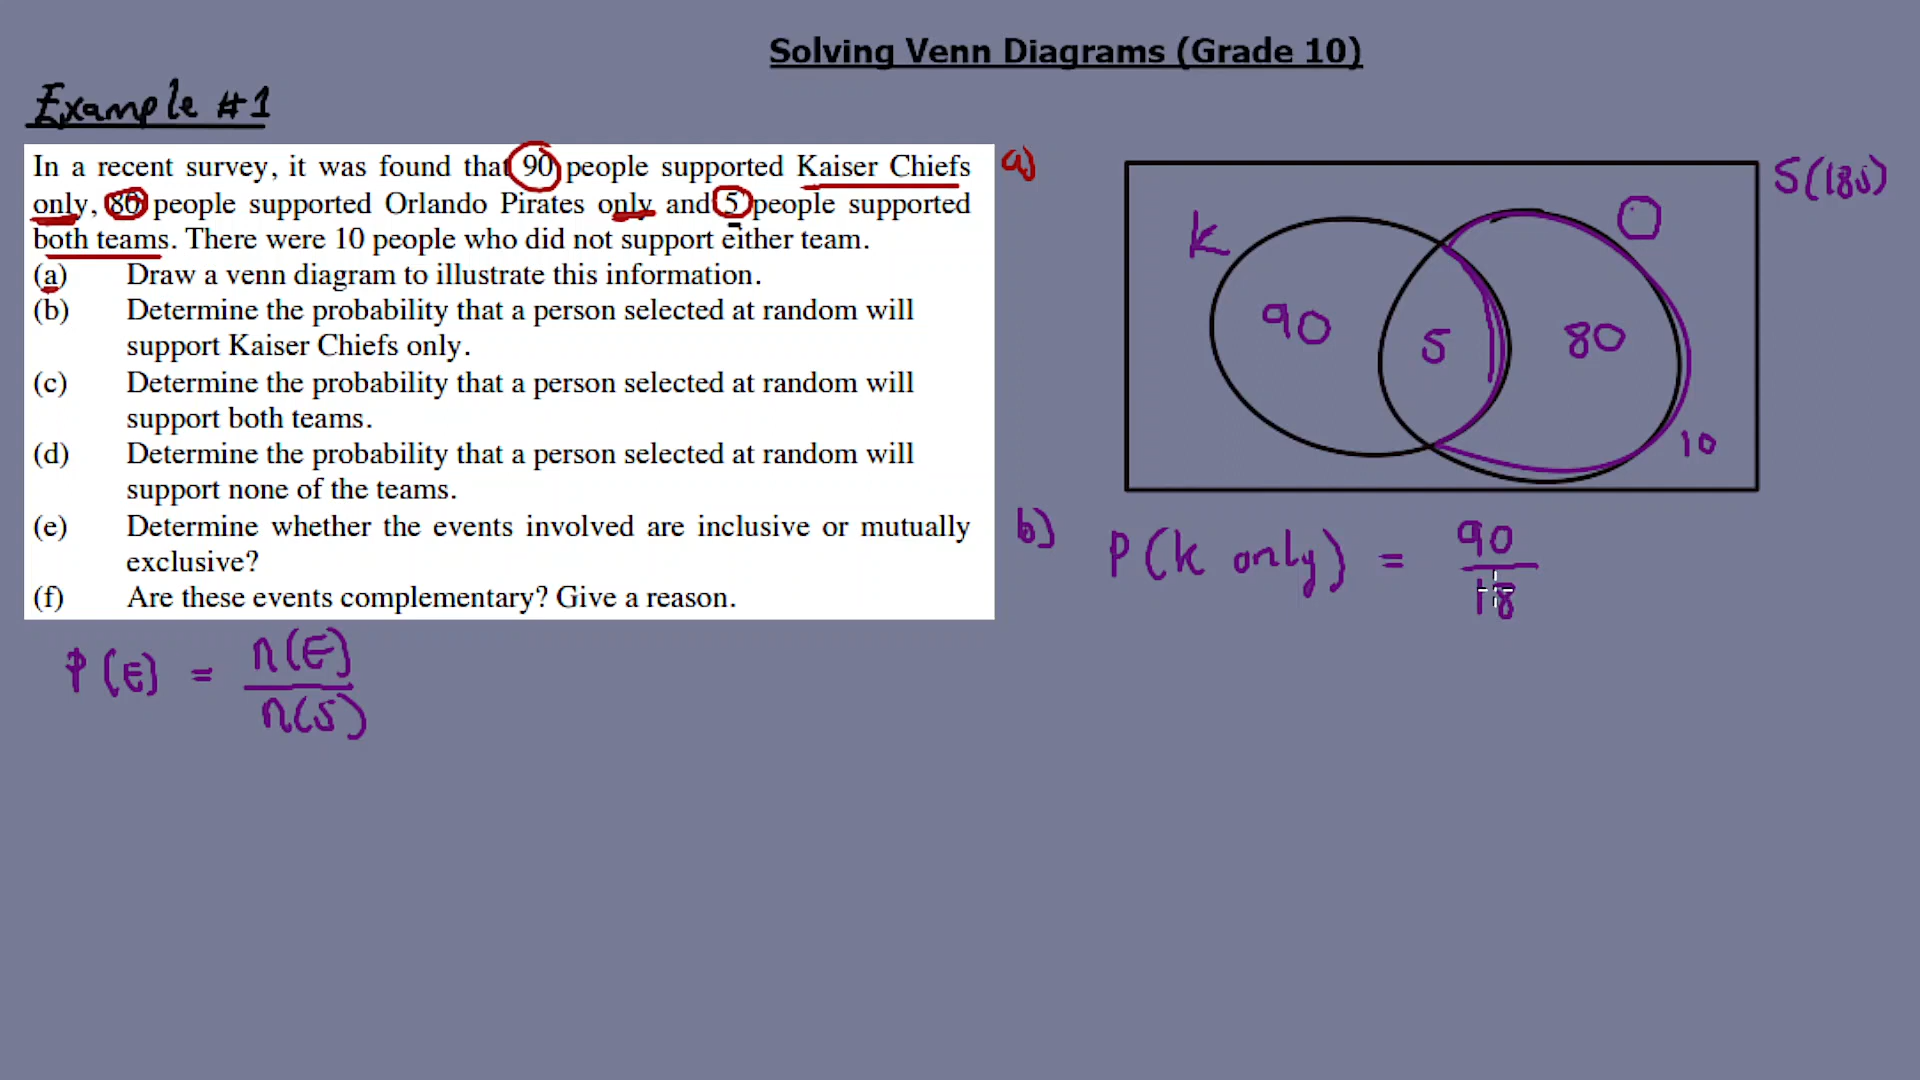 Solving Venn Diagrams (Grade 10)
Example #1
In a recent survey, it was found that 90 people supported Kaiser Chiefs
only, 80 people supported Orlando Pirates only and 5 people supported
both teams. There were 10 people who did not support either team.
(a) Draw a venn diagram to illustrate this information.
(b) Determine the probability that a person selected at random will
support Kaiser Chiefs only.
(c) Determine the probability that a person selected at random will
support both teams.
(d) Determine the probability that a person selected at random will
support none of the teams.
(e) Determine whether the events involved are inclusive or mutually
exclusive?
(f) Are these events complementary? Give a reason.
P(E) = n(E)
n(S)
a)
S(185)
K O
90 5 80
10
b) P(K only) = 90
18